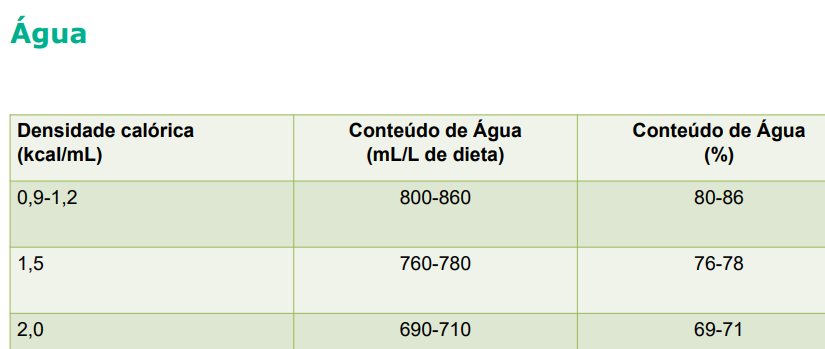 Água
Densidade calórica
(kcal/mL)
Conteúdo de Água
(mL/L de dieta)
Conteúdo de Água
(%)
0,9-1,2
800-860
80-86
1,5
760-780
76-78
2,0
690-710
69-71